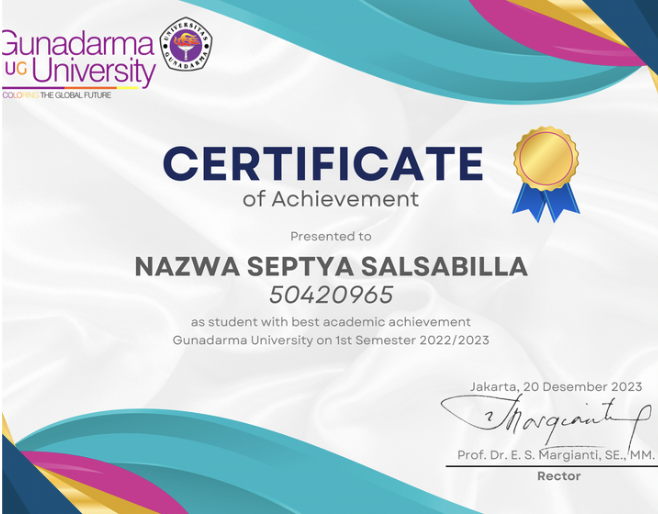 Gunadarma
UG University
COLORING THE GLOBAL FUTURE
UNIVERSITAS
GUNADARMA
CERTIFICATE
of Achievement
Presented to
NAZWA SEPTYA SALSABILLA
50420965
as student with best academic achievement
Gunadarma University on 1st Semester 2022/2023
Jakarta, 20 Desember 2023
Margianti
Prof. Dr. E. S. Margianti, SE., MM.
Rector